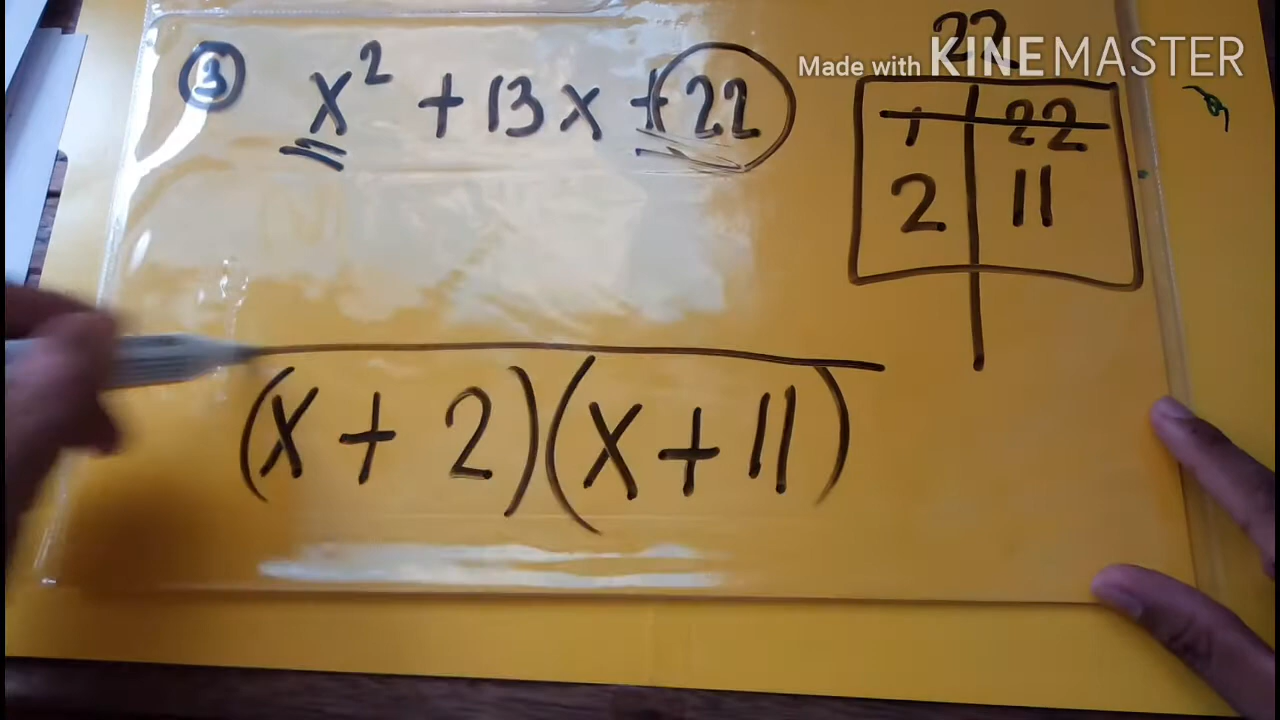 ③ x² + 13x + 22
(x + 2)(x + 11)
22
1 | 22
2 | 11
Made with KINEMASTER